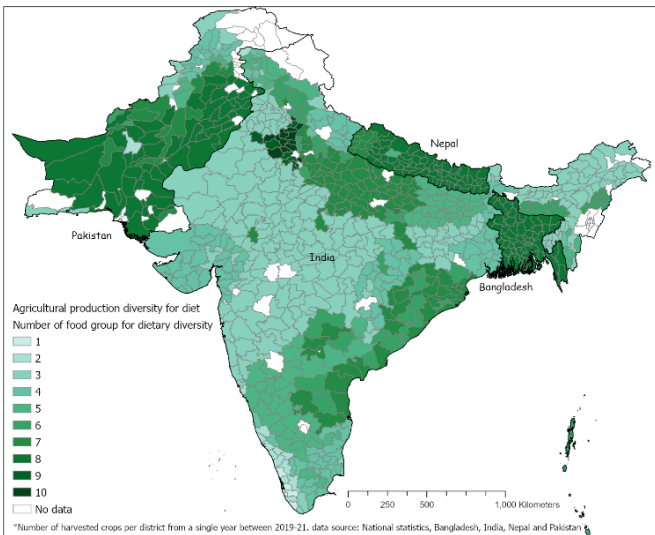 Nepal
Pakistan
India
Bangladesh
Agricultural production diversity for diet
Number of food group for dietary diversity
1
2
3
4
5
6
7
8
9
10
No data
0 250 500 1,000 Kilometers
*Number of harvested crops per district from a single year between 2019-21. data source: National statistics, Bangladesh, India, Nepal and Pakistan